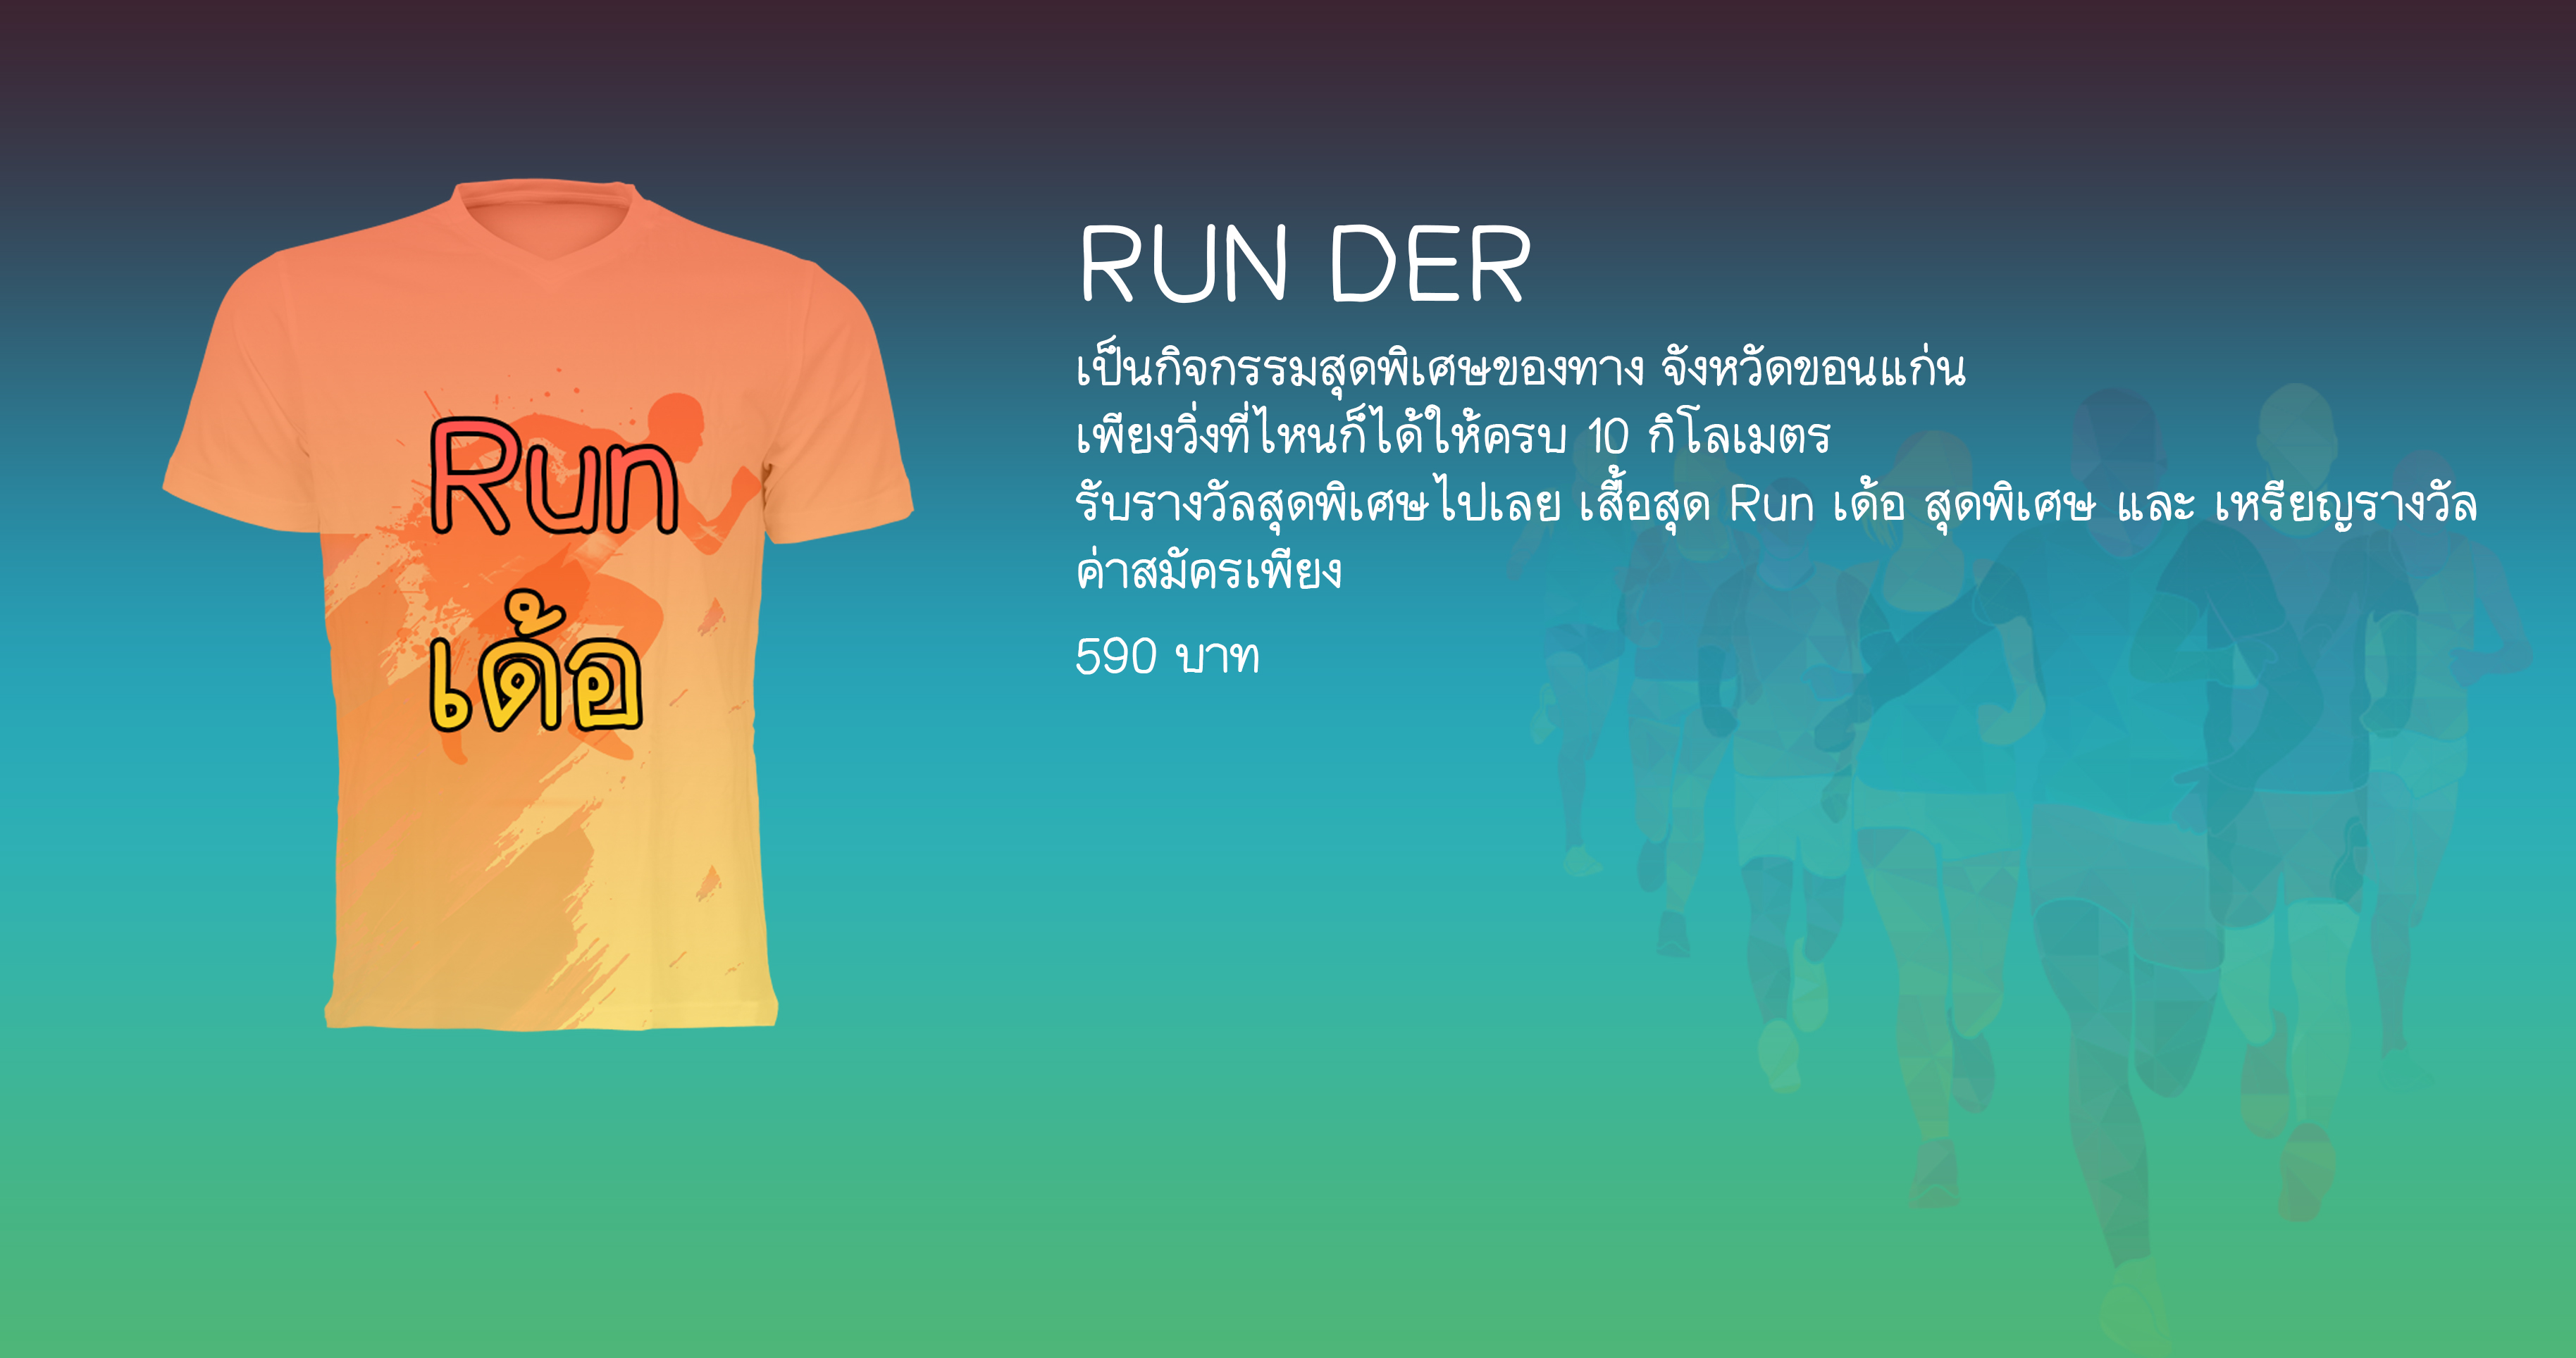 Run
เด้อ
RUN DER
เป็นกิจกรรมสุดพิเศษของทาง จังหวัดขอนแก่น
เพียงวิ่งที่ไหนก็ได้ให้ครบ 10 กิโลเมตร
รับรางวัลสุดพิเศษไปเลย เสื้อสุด Run เด้อ สุดพิเศษ และ เหรียญรางวัล
ค่าสมัครเพียง
590 บาท